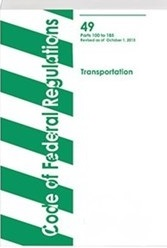 Code of Federal Regulations
49
Parts 100 to 185
Revised as of October 1, 2013
Transportation